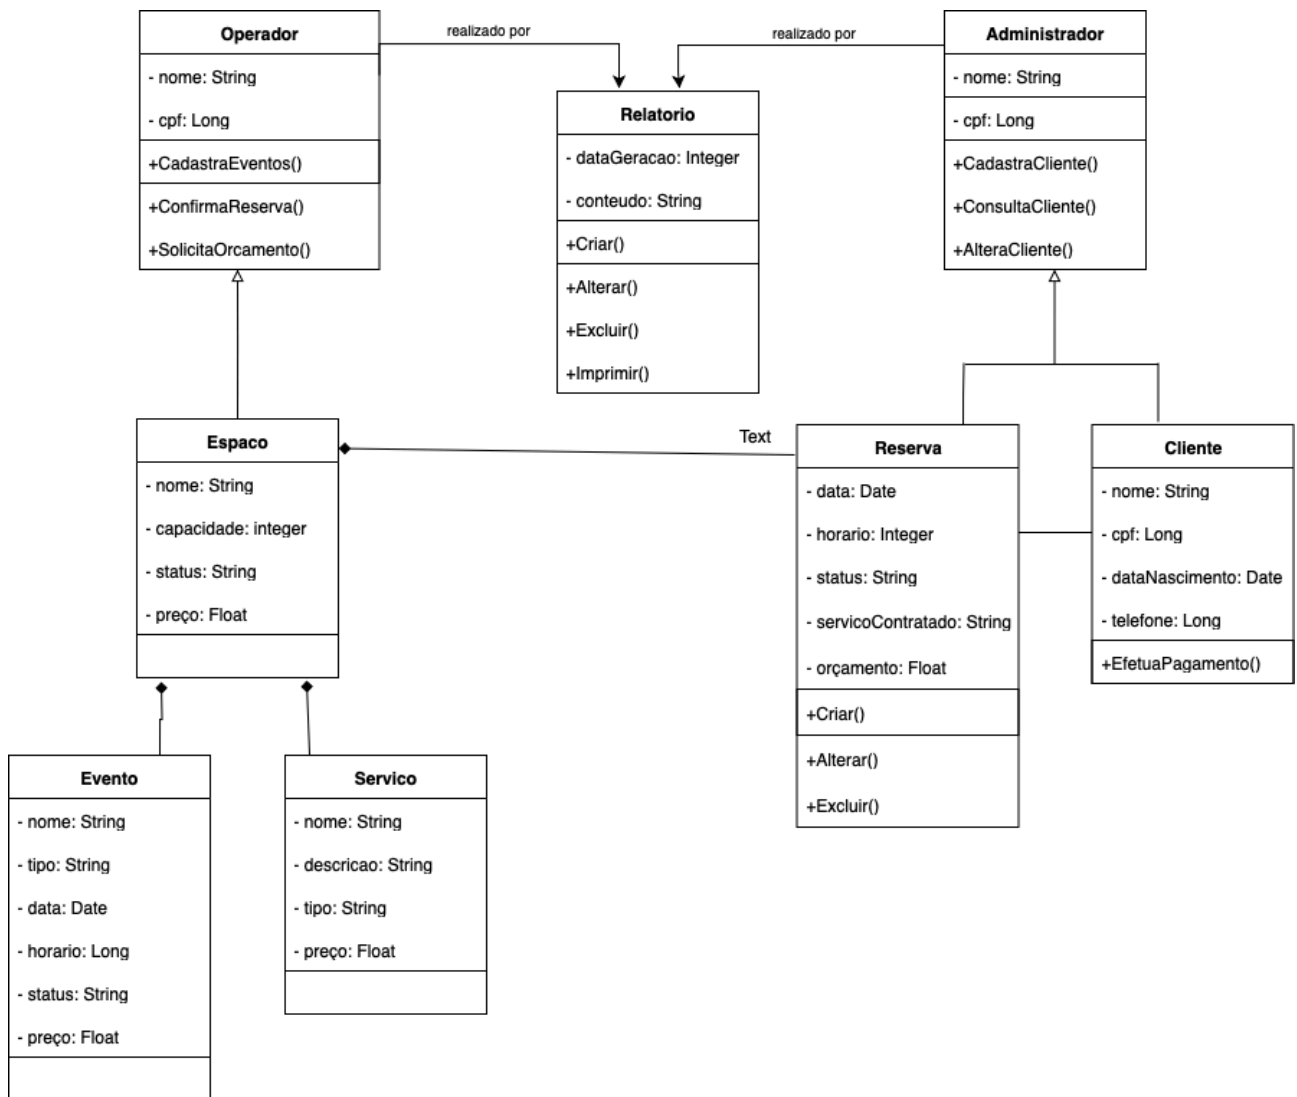 Operador
- nome: String
- cpf: Long
+CadastraEventos()
+ConfirmaReserva()
+SolicitaOrcamento()
realizado por
realizado por
Relatorio
- dataGeracao: Integer
- conteudo: String
+Criar()
+Alterar()
+Excluir()
+Imprimir()
Administrador
- nome: String
- cpf: Long
+CadastraCliente()
+ConsultaCliente()
+AlteraCliente()
Espaco
- nome: String
- capacidade: integer
- status: String
- preço: Float
Text
Reserva
- data: Date
- horario: Integer
- status: String
- servicoContratado: String
- orçamento: Float
+Criar()
+Alterar()
+Excluir()
Cliente
- nome: String
- cpf: Long
- dataNascimento: Date
- telefone: Long
+EfetuaPagamento()
Evento
- nome: String
- tipo: String
- data: Date
- horario: Long
- status: String
- preço: Float
Servico
- nome: String
- descricao: String
- tipo: String
- preço: Float